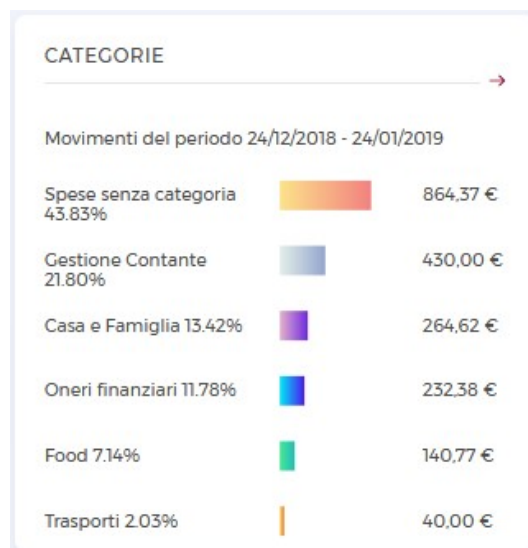 CATEGORIE
→
Movimenti del periodo 24/12/2018 - 24/01/2019
Spese senza categoria
43.83%
864,37 €
Gestione Contante
21.80%
430,00 €
Casa e Famiglia 13.42%
264,62 €
Oneri finanziari 11.78%
232,38 €
Food 7.14%
140,77 €
Trasporti 2.03%
40,00 €